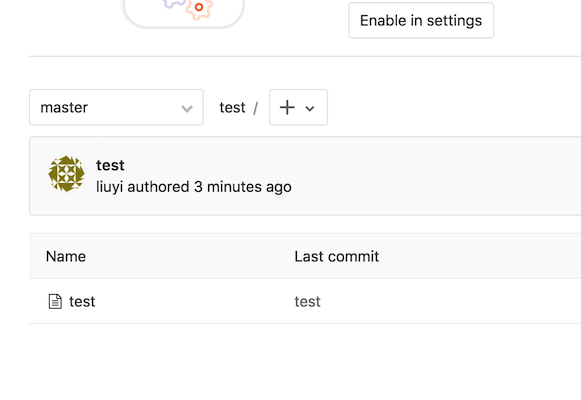 Enable in settings
master
test /
test
liuyi authored 3 minutes ago
Name Last commit
test test